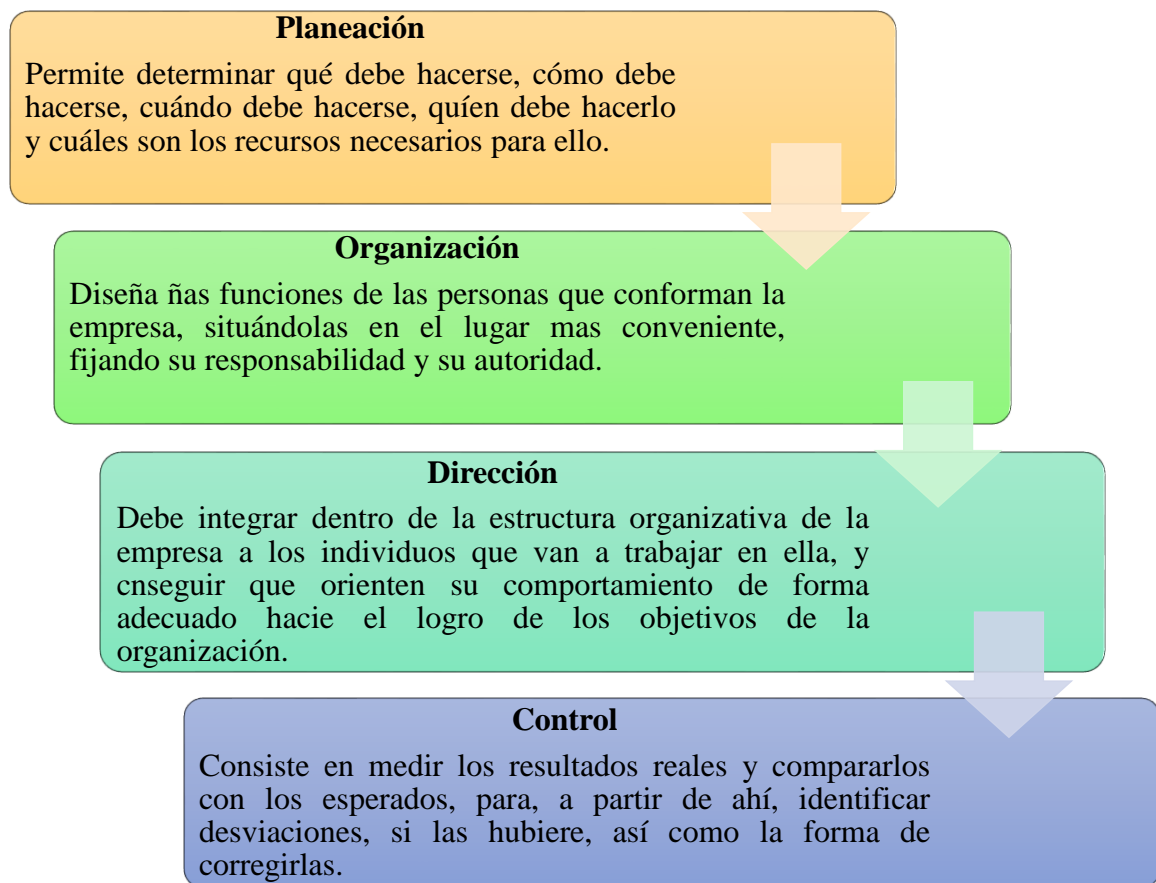 Planeación
Permite determinar qué debe hacerse, cómo debe
hacerse, cuándo debe hacerse, quíen debe hacerlo
y cuáles son los recursos necesarios para ello.
Organización
Diseña ñas funciones de las personas que conforman la
empresa, situándolas en el lugar mas conveniente,
fijando su responsabilidad y su autoridad.
Dirección
Debe integrar dentro de la estructura organizativa de la
empresa a los individuos que van a trabajar en ella, y
cnseguir que orienten su comportamiento de forma
adecuado hacie el logro de los objetivos de la
organización.
Control
Consiste en medir los resultados reales y compararlos
con los esperados, para, a partir de ahí, identificar
desviaciones, si las hubiere, así como la forma de
corregirlas.